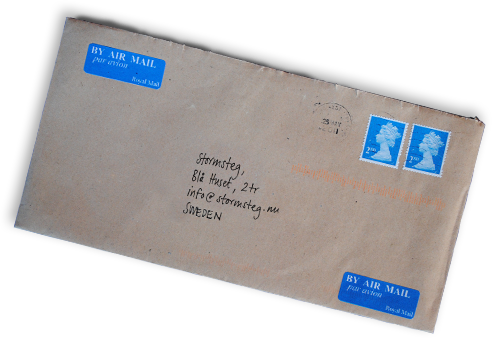 BY AIR MAIL
par avion
Royal Mail
2ND
2ND
Stormsteg,
Blå Huset, 2tr
info@stormsteg.nu
SWEDEN
BY AIR MAIL
par avion
Royal Mail